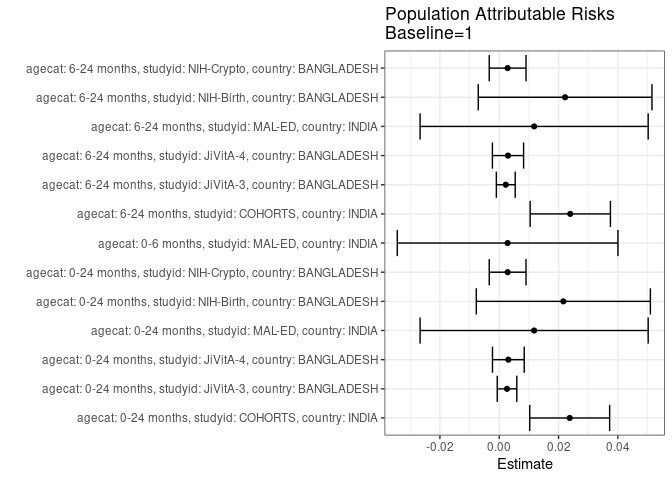 Population Attributable Risks
Baseline=1
agecat: 6-24 months, studyid: NIH-Crypto, country: BANGLADESH
agecat: 6-24 months, studyid: NIH-Birth, country: BANGLADESH
agecat: 6-24 months, studyid: MAL-ED, country: INDIA
agecat: 6-24 months, studyid: JiVitA-4, country: BANGLADESH
agecat: 6-24 months, studyid: JiVitA-3, country: BANGLADESH
agecat: 6-24 months, studyid: COHORTS, country: INDIA
agecat: 0-6 months, studyid: MAL-ED, country: INDIA
agecat: 0-24 months, studyid: NIH-Crypto, country: BANGLADESH
agecat: 0-24 months, studyid: NIH-Birth, country: BANGLADESH
agecat: 0-24 months, studyid: MAL-ED, country: INDIA
agecat: 0-24 months, studyid: JiVitA-4, country: BANGLADESH
agecat: 0-24 months, studyid: JiVitA-3, country: BANGLADESH
agecat: 0-24 months, studyid: COHORTS, country: INDIA
-0.02 0.00 0.02 0.04
Estimate